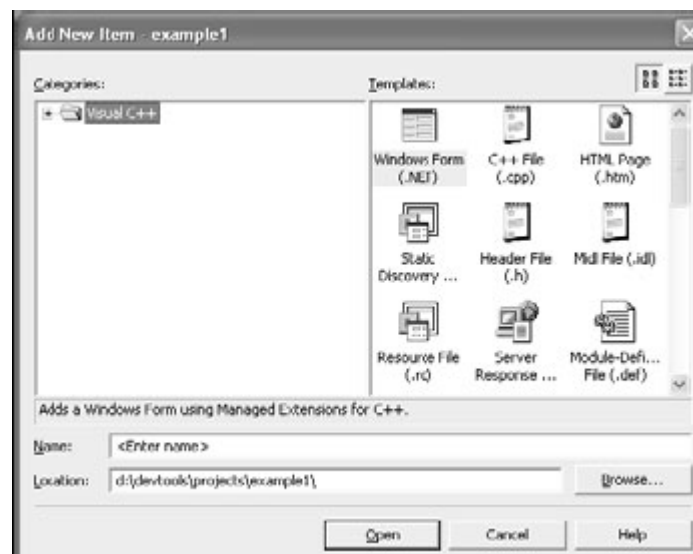 Add New Item - example1
Categories:
Templates:
Visual C++
Windows Form
(.NET)
C++ File
(.cpp)
HTML Page
(.htm)
Static
Discovery ...
Header File
(.h)
Midl File (.idl)
Resource File
(.rc)
Server
Response ...
Module-Defi...
File (.def)
Adds a Windows Form using Managed Extensions for C++.
Name:
<Enter name>
Location:
d:\devtools\projects\example1\
Browse...
Open
Cancel
Help